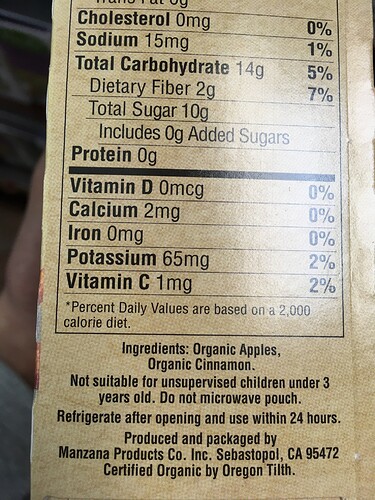 Trans Fat 0g
Cholesterol 0mg 0%
Sodium 15mg 1%
Total Carbohydrate 14g 5%
Dietary Fiber 2g 7%
Total Sugar 10g
Includes 0g Added Sugars
Protein 0g
Vitamin D 0mcg 0%
Calcium 2mg 0%
Iron 0mg 0%
Potassium 65mg 2%
Vitamin C 1mg 2%
*Percent Daily Values are based on a 2,000
calorie diet.
Ingredients: Organic Apples,
Organic Cinnamon.
Not suitable for unsupervised children under 3
years old. Do not microwave pouch.
Refrigerate after opening and use within 24 hours.
Produced and packaged by
Manzana Products Co. Inc. Sebastopol, CA 95472
Certified Organic by Oregon Tilth.